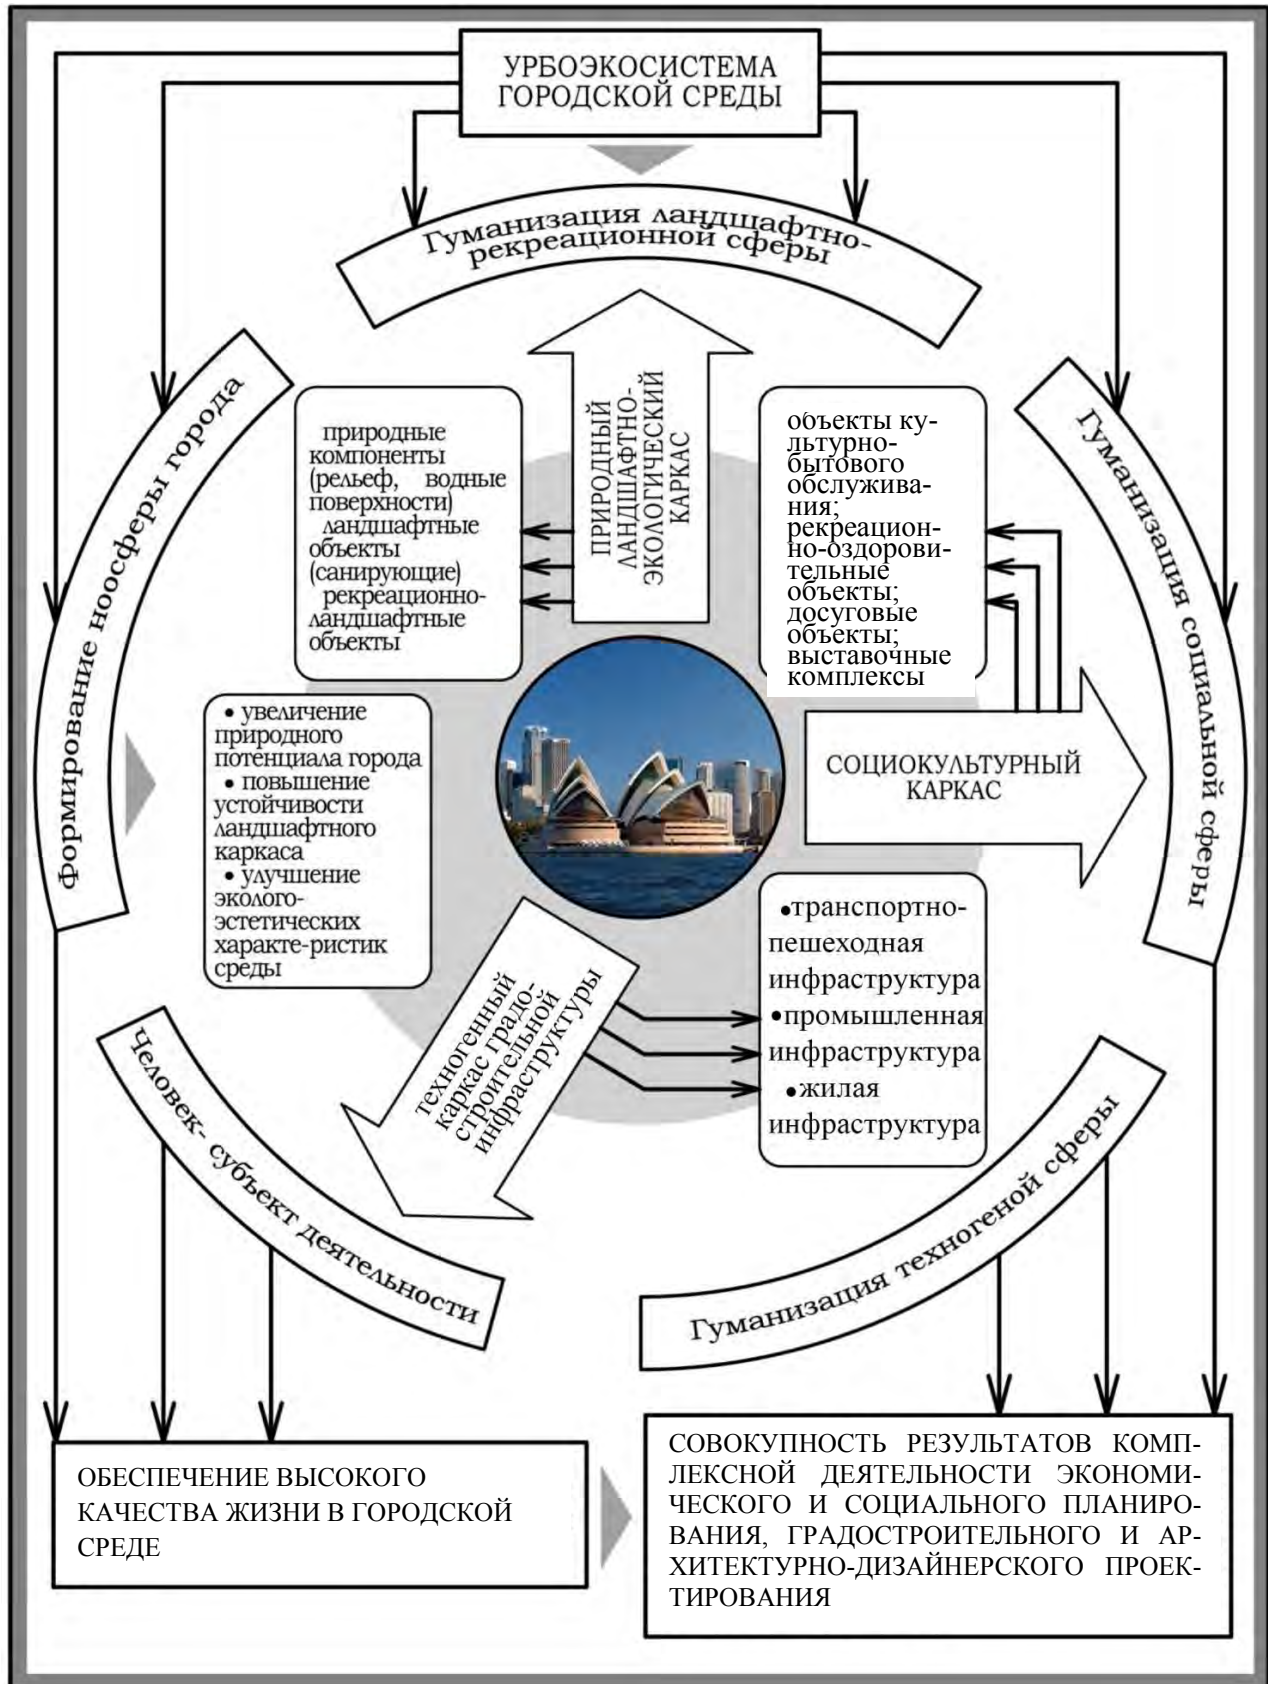 УРБОЭКОСИСТЕМА
ГОРОДСКОЙ СРЕДЫ
Гуманизация ландшафтно-
рекреационной сферы
Формирование ноосферы города
природные
компоненты
(рельеф, водные
поверхности)
ландшафтные
объекты
(санирующие)
рекреационно-
ландшафтные
объекты
ПРИРОДНЫЙ
ЛАНДШАФТНО-
ЭКОЛОГИЧЕСКИЙ
КАРКАС
объекты ку-
льтурно-
бытового
обслужива-
ния;
рекреацион-
но-оздорови-
тельные
объекты;
досуговые
объекты;
выставочные
комплексы
Гуманизация социальной сферы
• увеличение
природного
потенциала города
• повышение
устойчивости
ландшафтного
каркаса
• улучшение
эколого-
эстетических
характе-ристик
среды
СОЦИОКУЛЬТУРНЫЙ
КАРКАС
техногенный
каркас градо-
строительной
инфраструктуры
•транспортно-
пешеходная
инфраструктура
•промышленная
инфраструктура
•жилая
инфраструктура
Человек- субъект деятельности
Гуманизация техногеной сферы
ОБЕСПЕЧЕНИЕ ВЫСОКОГО
КАЧЕСТВА ЖИЗНИ В ГОРОДСКОЙ
СРЕДЕ
СОВОКУПНОСТЬ РЕЗУЛЬТАТОВ КОМП-
ЛЕКСНОЙ ДЕЯТЕЛЬНОСТИ ЭКОНОМИ-
ЧЕСКОГО И СОЦИАЛЬНОГО ПЛАНИРО-
ВАНИЯ, ГРАДОСТРОИТЕЛЬНОГО И АР-
ХИТЕКТУРНО-ДИЗАЙНЕРСКОГО ПРОЕК-
ТИРОВАНИЯ